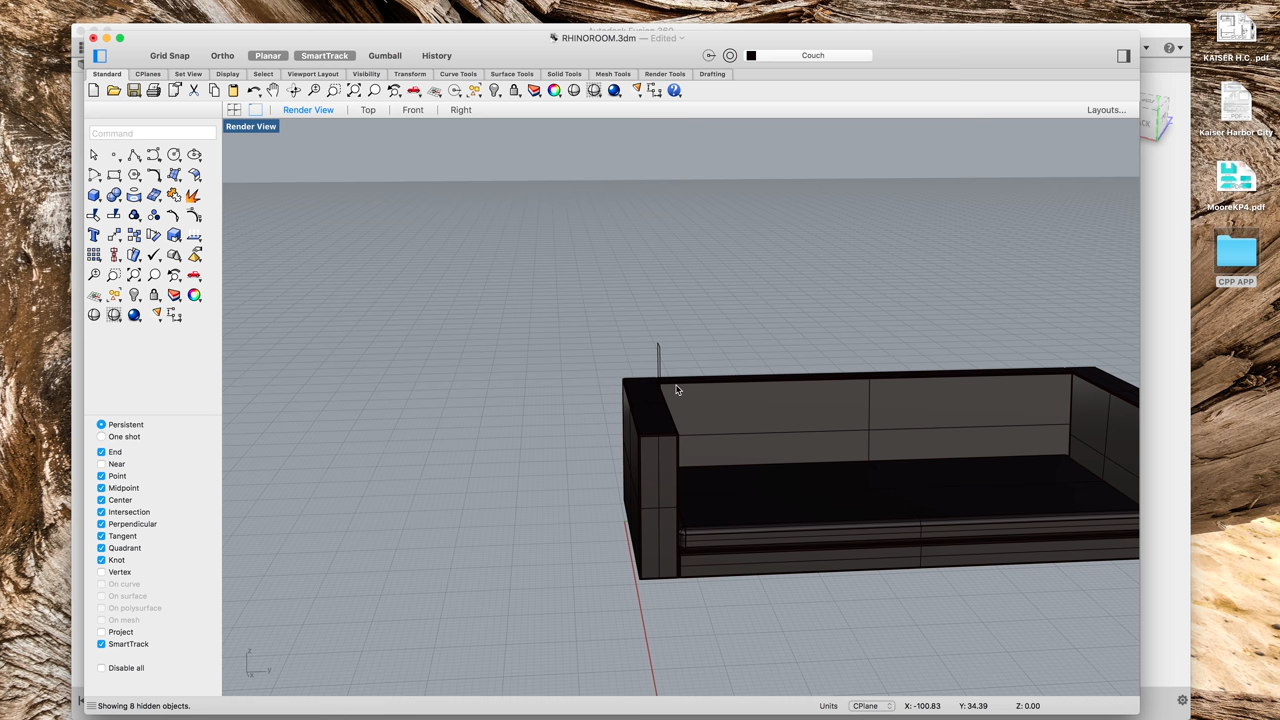 RHINOROOM.3dm — Edited
Grid Snap
Ortho
Planar
SmartTrack
Gumball
History
Couch
Standard
CPlanes
Set View
Display
Select
Viewport Layout
Visibility
Transform
Curve Tools
Surface Tools
Solid Tools
Mesh Tools
Render Tools
Drafting
Render View
Top
Front
Right
Layouts...
Render View
Command
Persistent
One shot
End
Near
Point
Midpoint
Center
Intersection
Perpendicular
Tangent
Quadrant
Knot
Vertex
On curve
On surface
On polysurface
On mesh
Project
SmartTrack
Disable all
z
y
x
Showing 8 hidden objects.
Units
CPlane
X: -100.83
Y: 34.39
Z: 0.00
KAISER H.C..pdf
Kaiser Harbor City
MooreKP4.pdf
CPP APP